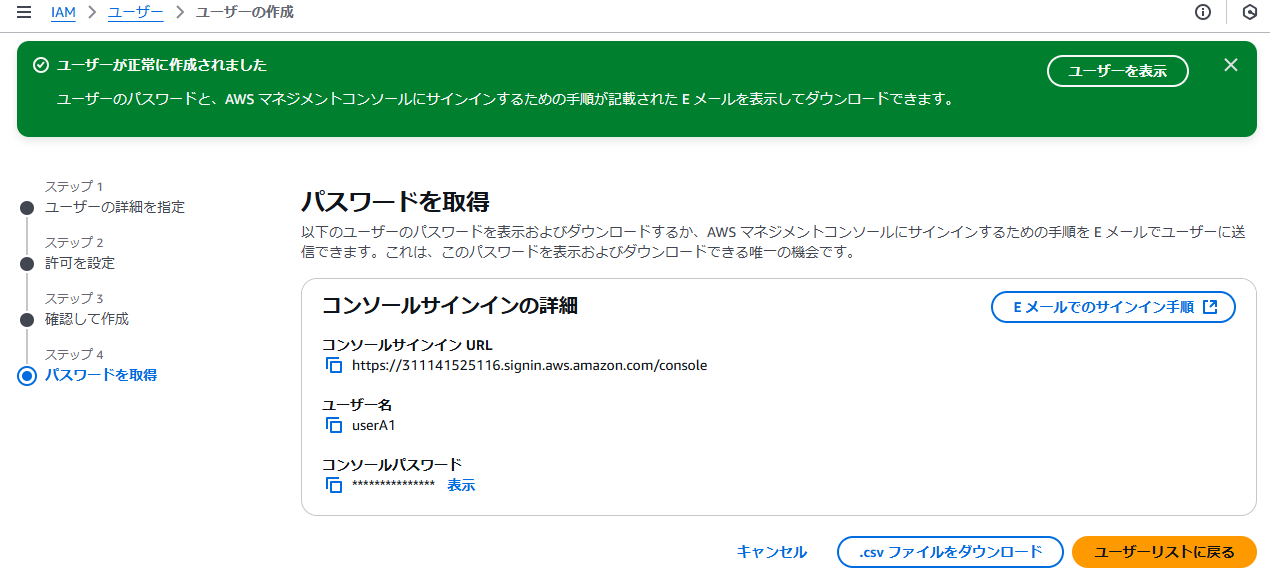 IAM > ユーザー > ユーザーの作成
ユーザーが正常に作成されました
ユーザーを表示
ユーザーのパスワードと、AWS マネジメントコンソールにサインインするための手順が記載された E メールを表示してダウンロードできます。
ステップ 1
ユーザーの詳細を指定
ステップ 2
許可を設定
ステップ 3
確認して作成
ステップ 4
パスワードを取得
パスワードを取得
以下のユーザーのパスワードを表示およびダウンロードするか、AWS マネジメントコンソールにサインインするための手順を E メールでユーザーに送
信できます。これは、このパスワードを表示およびダウンロードできる唯一の機会です。
コンソールサインインの詳細
E メールでのサインイン手順
コンソールサインイン URL
https://311141525116.signin.aws.amazon.com/console
ユーザー名
userA1
コンソールパスワード
*************** 表示
キャンセル
.csv ファイルをダウンロード
ユーザーリストに戻る